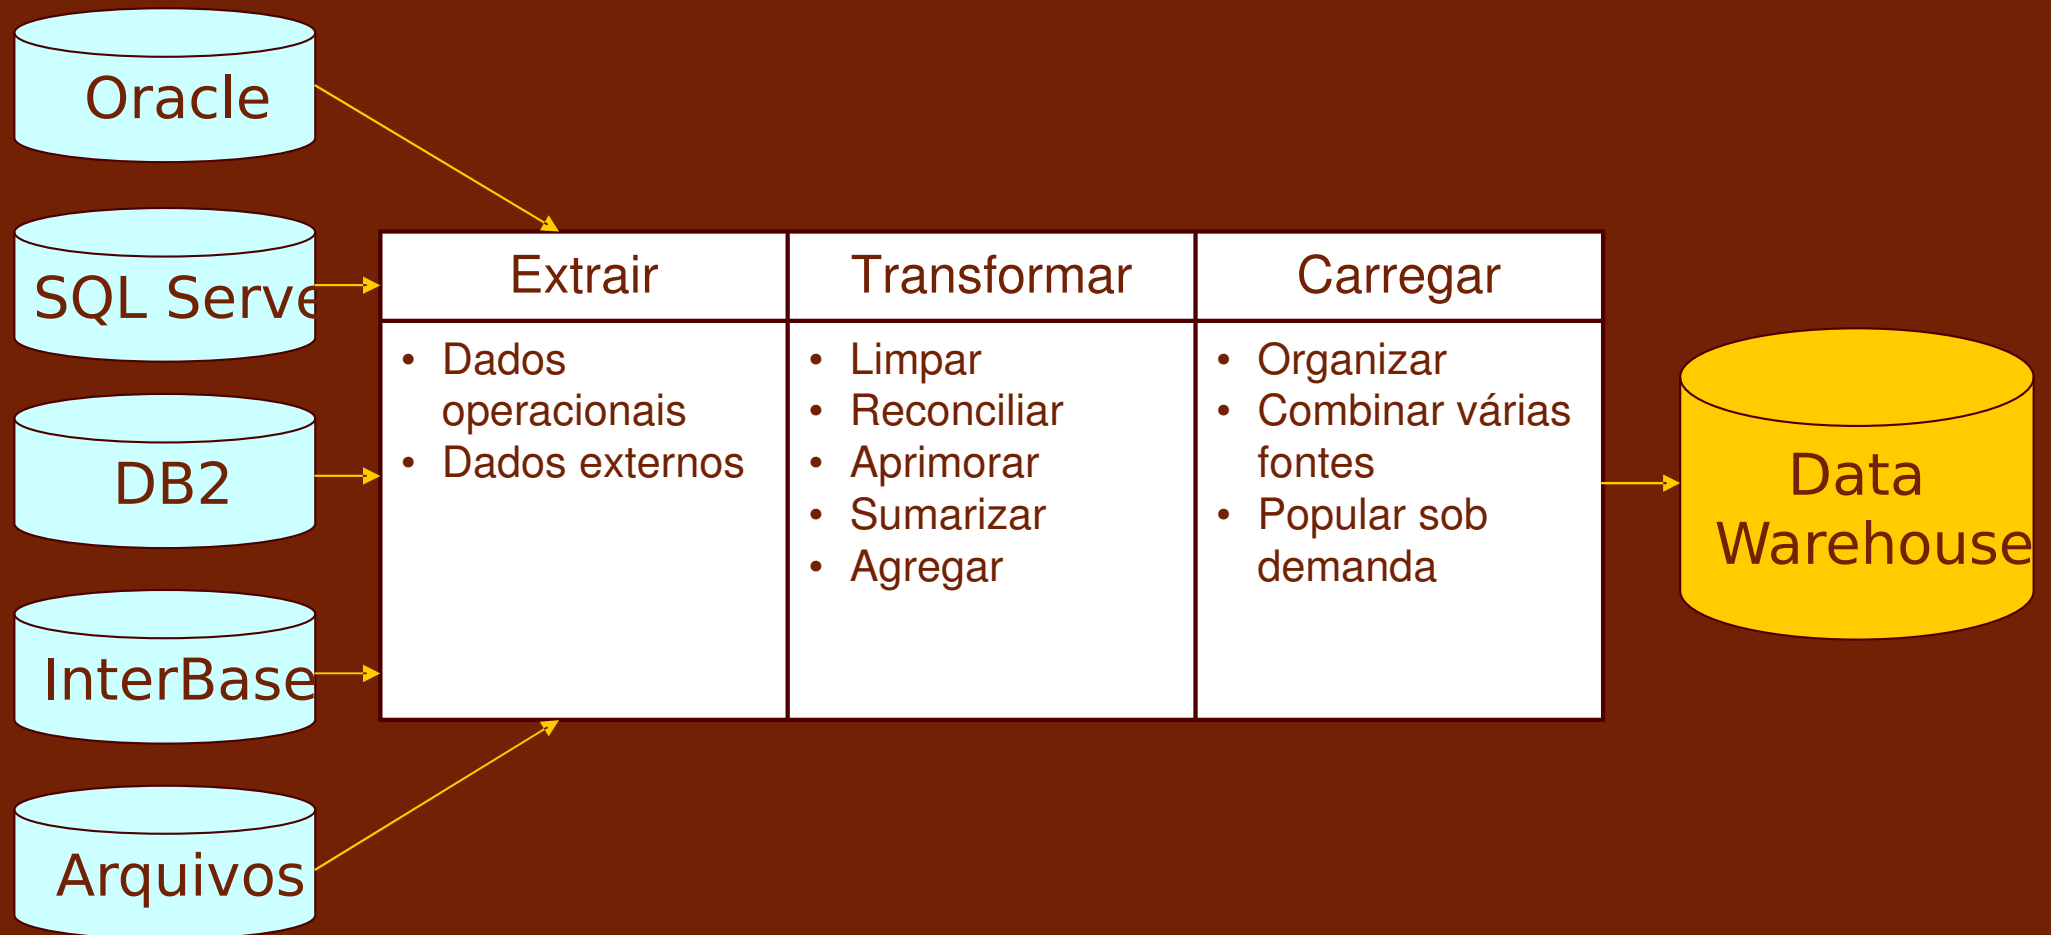 Oracle
SQL Serve
DB2
InterBase
Arquivos
Extrair
• Dados
operacionais
• Dados externos
Transformar
• Limpar
• Reconciliar
• Aprimorar
• Sumarizar
• Agregar
Carregar
• Organizar
• Combinar várias
fontes
• Popular sob
demanda
Data
Warehouse